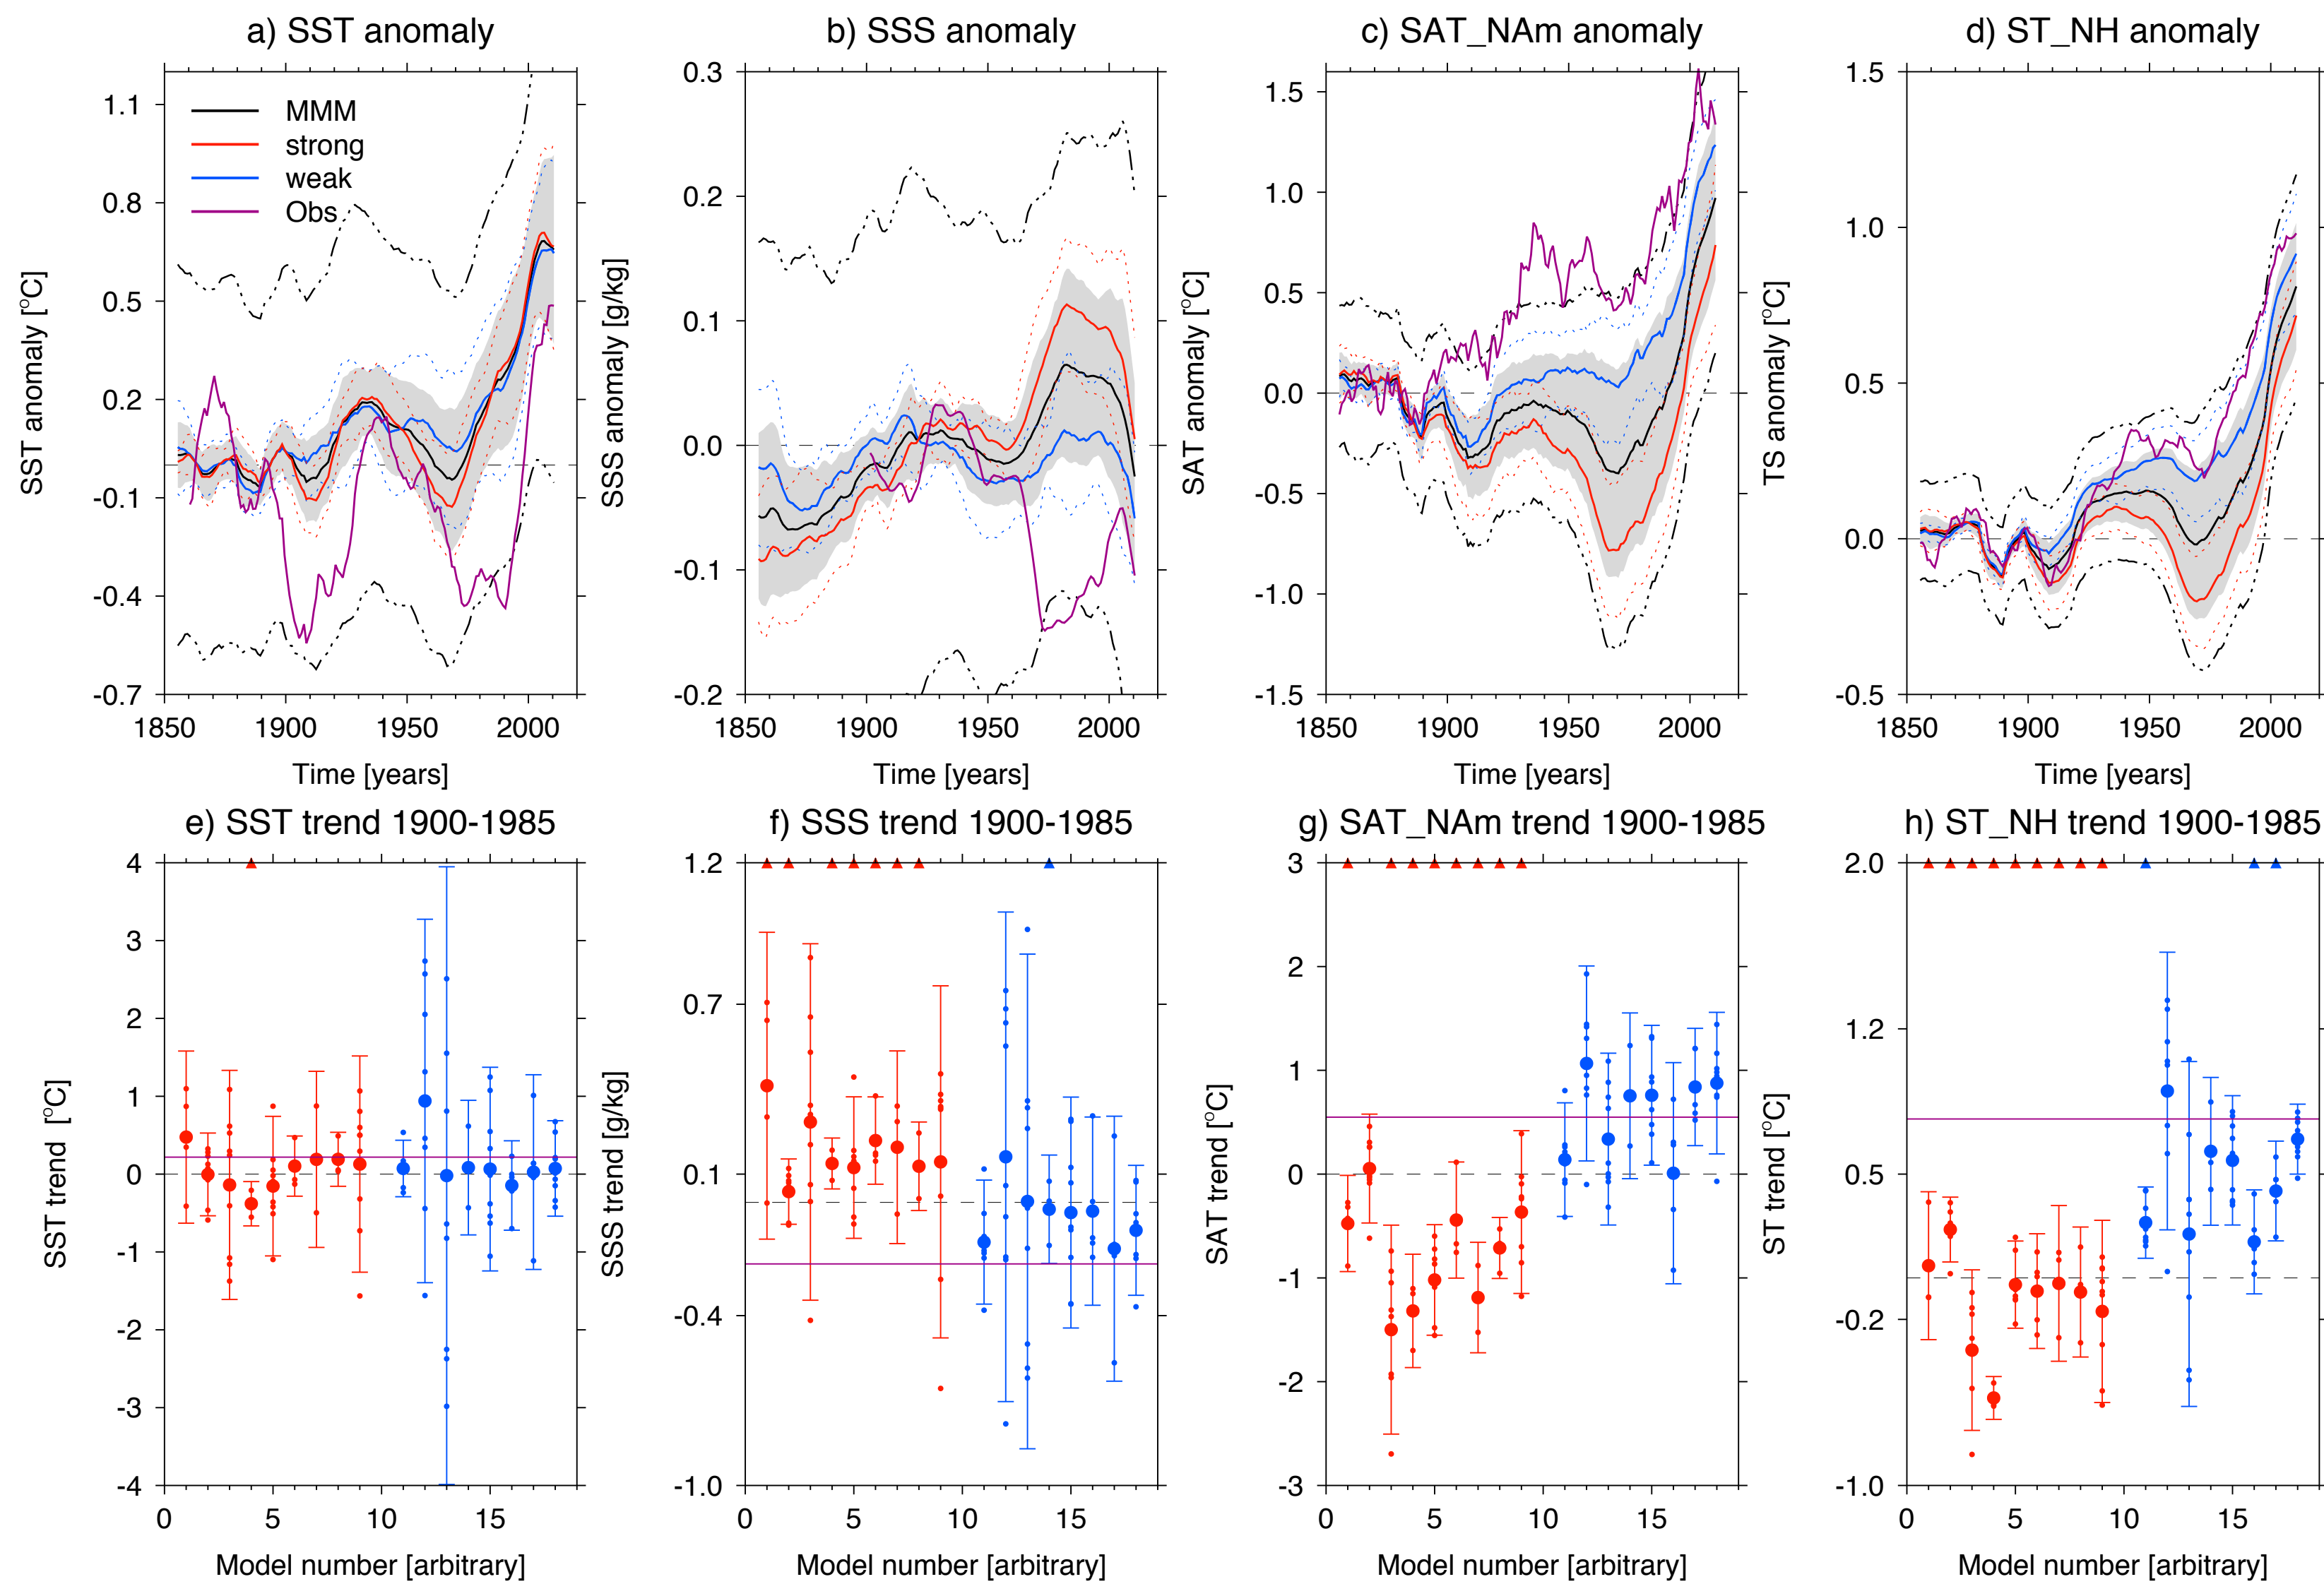 a) SST anomaly
b) SSS anomaly
c) SAT_NAm anomaly
d) ST_NH anomaly
SST anomaly [°C]
1.1
0.8
0.5
0.2
-0.1
-0.4
-0.7
MMM
strong
weak
Obs
1850 1900 1950 2000
Time [years]
SSS anomaly [g/kg]
0.3
0.2
0.1
0.0
-0.1
-0.2
1850 1900 1950 2000
Time [years]
SAT anomaly [°C]
1.5
1.0
0.5
0.0
-0.5
-1.0
-1.5
1850 1900 1950 2000
Time [years]
TS anomaly [°C]
1.5
1.0
0.5
0.0
-0.5
1850 1900 1950 2000
Time [years]
e) SST trend 1900-1985
f) SSS trend 1900-1985
g) SAT_NAm trend 1900-1985
h) ST_NH trend 1900-1985
SST trend [°C]
4
3
2
1
0
-1
-2
-3
-4
0 5 10 15
Model number [arbitrary]
SSS trend [g/kg]
1.2
0.7
0.1
-0.4
-1.0
0 5 10 15
Model number [arbitrary]
SAT trend [°C]
3
2
1
0
-1
-2
-3
0 5 10 15
Model number [arbitrary]
ST trend [°C]
2.0
1.2
0.5
-0.2
-1.0
0 5 10 15
Model number [arbitrary]